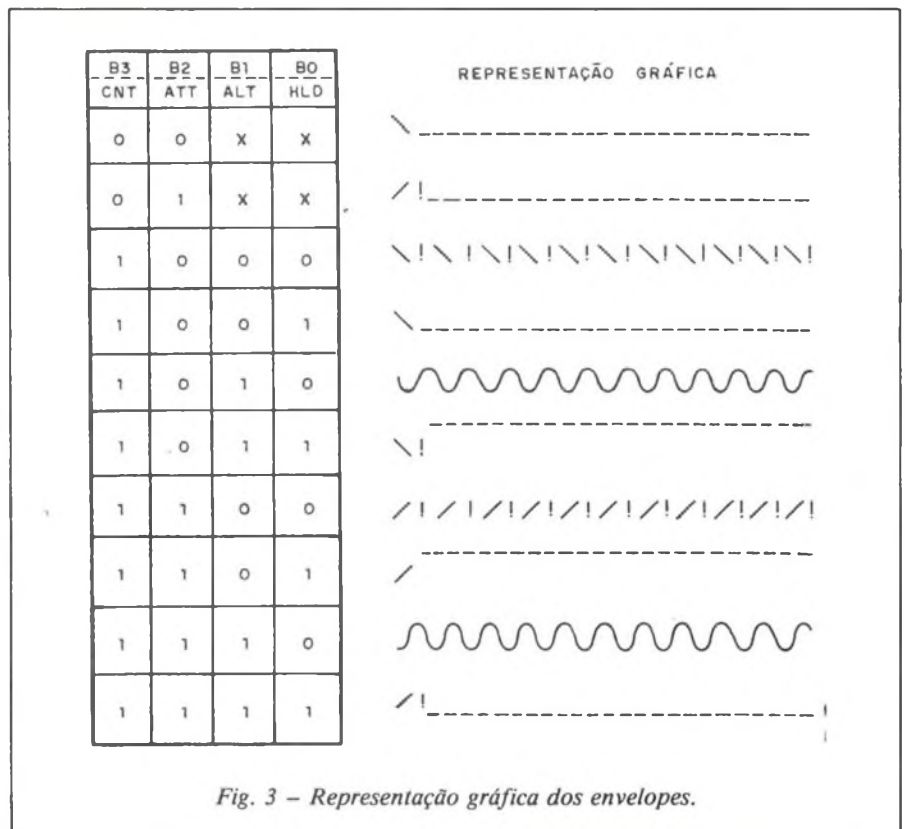 B3 B2 B1 B0
CNT ATT ALT HLD
REPRESENTAÇÃO GRÁFICA
0 0 X X
0 1 X X
1 0 0 0
1 0 0 1
1 0 1 0
1 0 1 1
1 1 0 0
1 1 0 1
1 1 1 0
1 1 1 1
Fig. 3 – Representação gráfica dos envelopes.